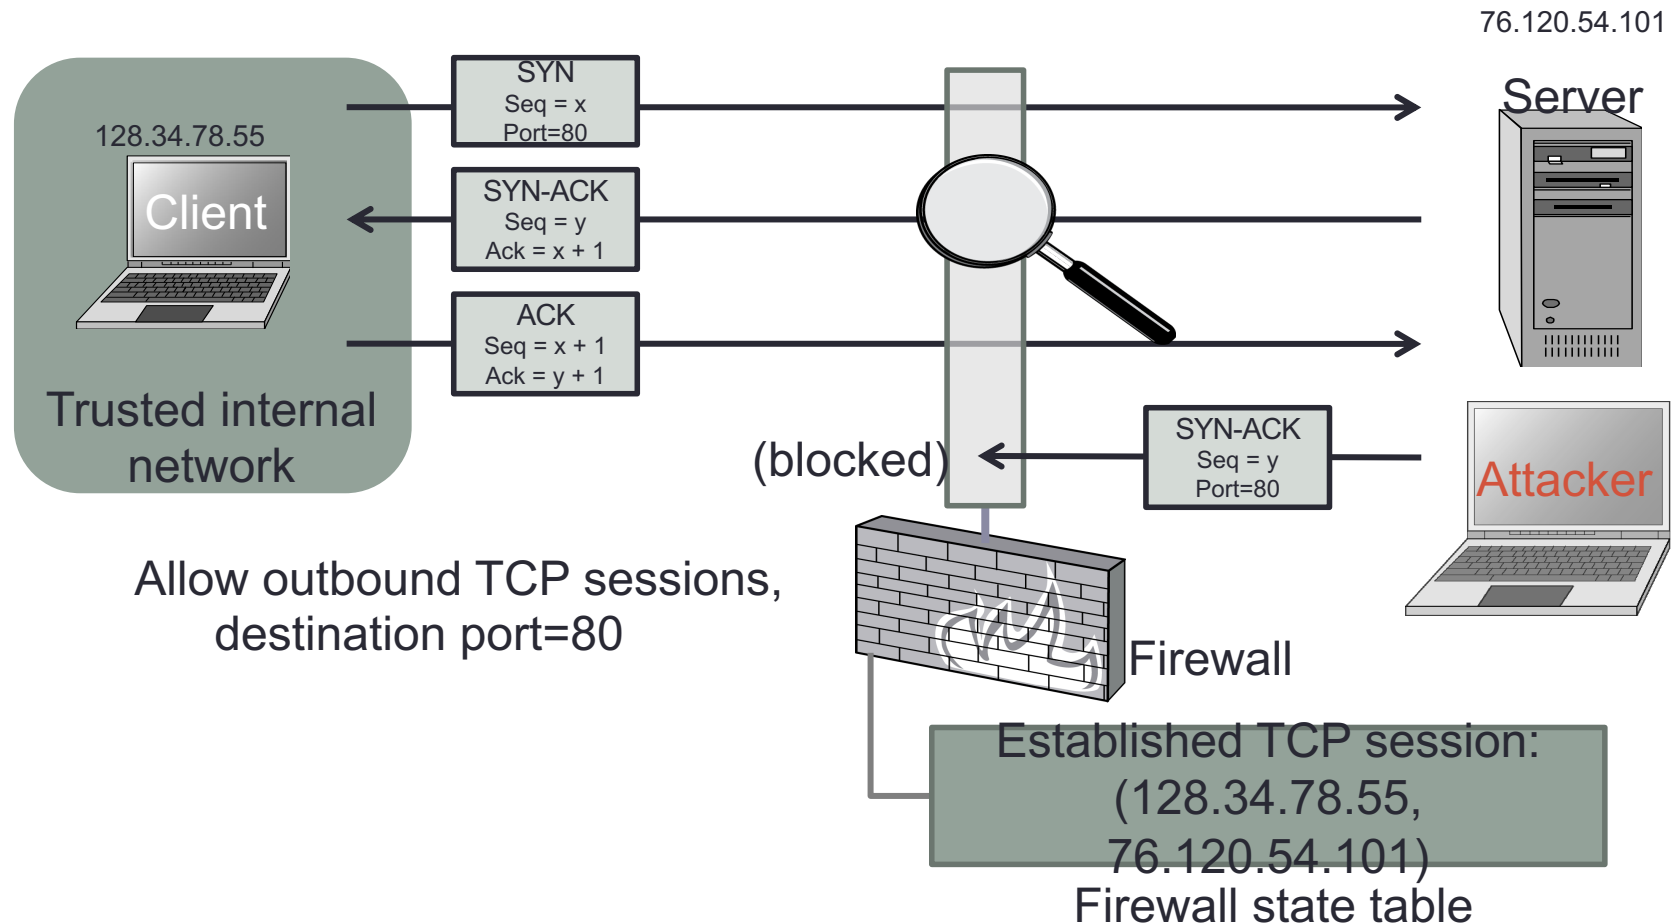 76.120.54.101
Server
128.34.78.55
Client
Trusted internal
network
SYN
Seq = x
Port=80
SYN-ACK
Seq = y
Ack = x + 1
ACK
Seq = x + 1
Ack = y + 1
(blocked)
SYN-ACK
Seq = y
Port=80
Attacker
Allow outbound TCP sessions,
destination port=80
Firewall
Established TCP session:
(128.34.78.55,
76.120.54.101)
Firewall state table